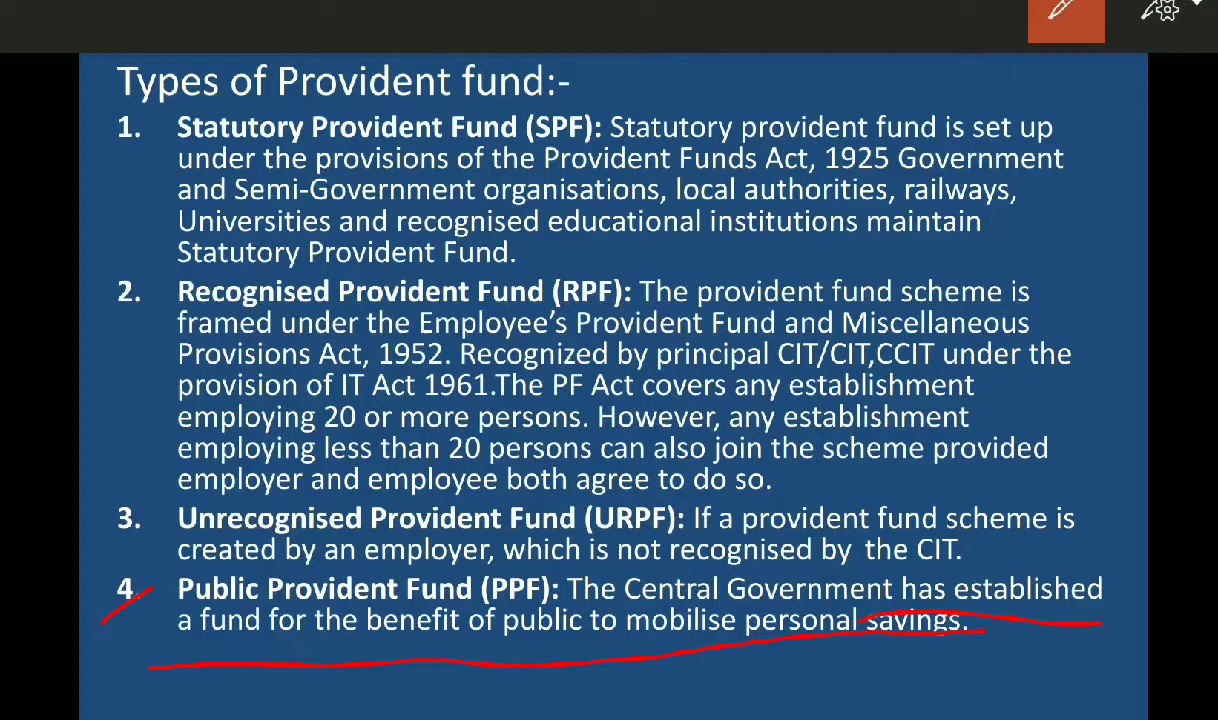 Types of Provident fund:-
1. Statutory Provident Fund (SPF): Statutory provident fund is set up
under the provisions of the Provident Funds Act, 1925 Government
and Semi-Government organisations, local authorities, railways,
Universities and recognised educational institutions maintain
Statutory Provident Fund.
2. Recognised Provident Fund (RPF): The provident fund scheme is
framed under the Employee’s Provident Fund and Miscellaneous
Provisions Act, 1952. Recognized by principal CIT/CIT,CCIT under the
provision of IT Act 1961.The PF Act covers any establishment
employing 20 or more persons. However, any establishment
employing less than 20 persons can also join the scheme provided
employer and employee both agree to do so.
3. Unrecognised Provident Fund (URPF): If a provident fund scheme is
created by an employer, which is not recognised by the CIT.
4. Public Provident Fund (PPF): The Central Government has established
a fund for the benefit of public to mobilise personal savings.